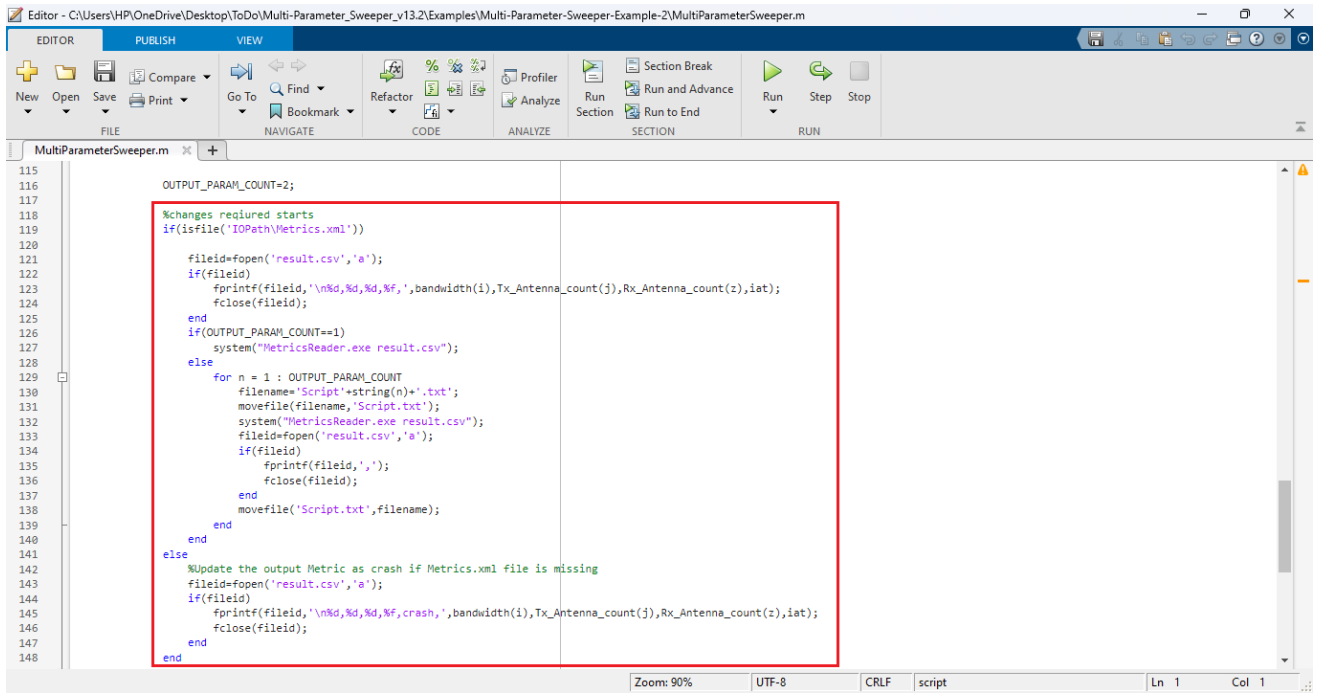 Editor - C:\Users\HP\OneDrive\Desktop\ToDo\Multi-Parameter_Sweeper_v13.2\Examples\Multi-Parameter-Sweeper-Example-2\MultiParameterSweeper.m
EDITOR PUBLISH VIEW
New Open Save Compare Print Go To Find Bookmark Refactor Profiler Analyze Run Section Section Break Run and Advance Run to End Run Step Stop
FILE NAVIGATE CODE ANALYZE SECTION RUN
MultiParameterSweeper.m
115
116 OUTPUT_PARAM_COUNT=2;
117
118 %changes reqiured starts
119 if(isfile('IOPath\Metrics.xml'))
120
121 fileid=fopen('result.csv','a');
122 if(fileid)
123 fprintf(fileid,'\n%d,%d,%d,%f,',bandwidth(i),Tx_Antenna_count(j),Rx_Antenna_count(z),iat);
124 fclose(fileid);
125 end
126 if(OUTPUT_PARAM_COUNT==1)
127 system("MetricsReader.exe result.csv");
128 else
129 for n = 1 : OUTPUT_PARAM_COUNT
130 filename='Script'+string(n)+'.txt';
131 movefile(filename,'Script.txt');
132 system("MetricsReader.exe result.csv");
133 fileid=fopen('result.csv','a');
134 if(fileid)
135 fprintf(fileid,',');
136 fclose(fileid);
137 end
138 movefile('Script.txt',filename);
139 end
140 end
141 else
142 %Update the output Metric as crash if Metrics.xml file is missing
143 fileid=fopen('result.csv','a');
144 if(fileid)
145 fprintf(fileid,'\n%d,%d,%d,%f,crash,',bandwidth(i),Tx_Antenna_count(j),Rx_Antenna_count(z),iat);
146 fclose(fileid);
147 end
148 end
Zoom: 90% UTF-8 CRLF script Ln 1 Col 1